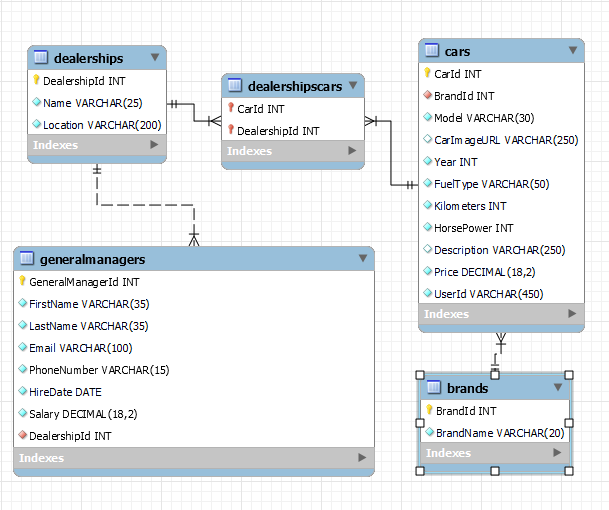 dealerships
DealershipId INT
Name VARCHAR(25)
Location VARCHAR(200)
Indexes
dealershipscars
CarId INT
DealershipId INT
Indexes
cars
CarId INT
BrandId INT
Model VARCHAR(30)
CarImageURL VARCHAR(250)
Year INT
FuelType VARCHAR(50)
Kilometers INT
HorsePower INT
Description VARCHAR(250)
Price DECIMAL(18,2)
UserId VARCHAR(450)
Indexes
generalmanagers
GeneralManagerId INT
FirstName VARCHAR(35)
LastName VARCHAR(35)
Email VARCHAR(100)
PhoneNumber VARCHAR(15)
HireDate DATE
Salary DECIMAL(18,2)
DealershipId INT
Indexes
brands
BrandId INT
BrandName VARCHAR(20)
Indexes